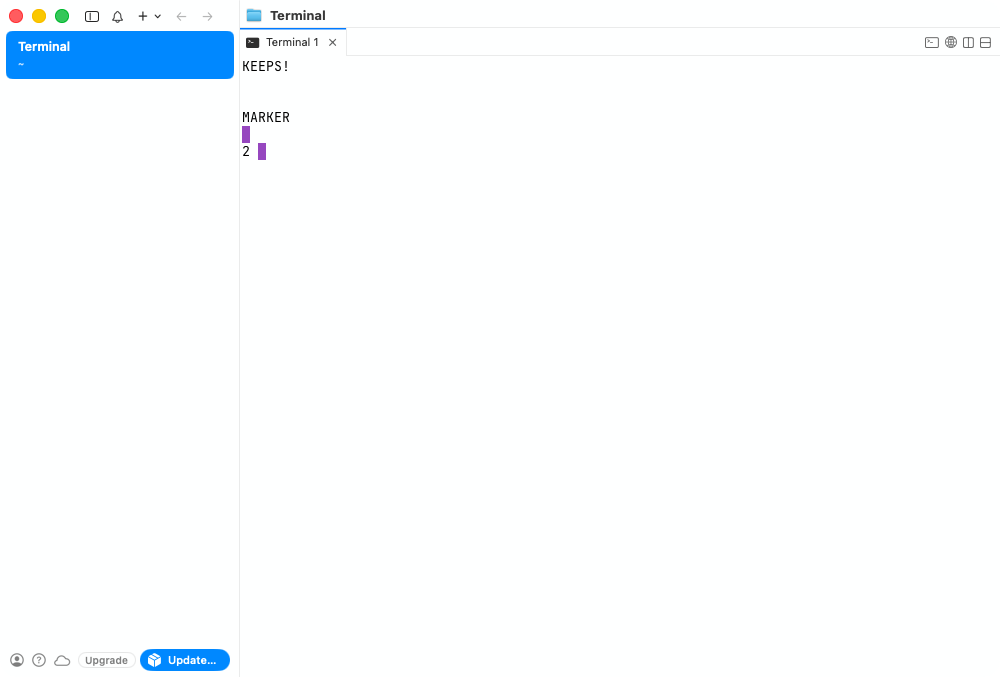 Terminal
Terminal
~
Terminal 1
KEEPS!
MARKER
2
Upgrade
Update...